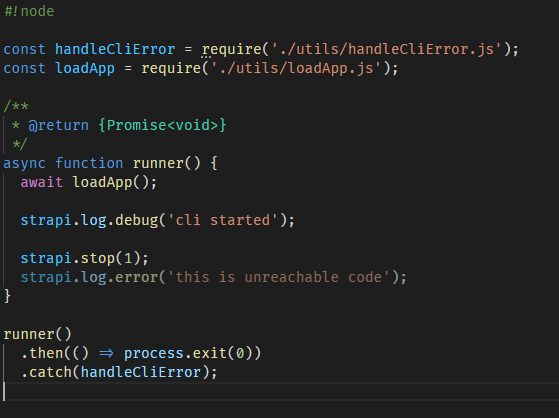 #!node
const handleCliError = require('./utils/handleCliError.js');
const loadApp = require('./utils/loadApp.js');
/**
 * @return {Promise<void>}
 */
async function runner() {
  await loadApp();
  strapi.log.debug('cli started');
  strapi.stop(1);
  strapi.log.error('this is unreachable code');
}
runner()
  .then(() => process.exit(0))
  .catch(handleCliError);